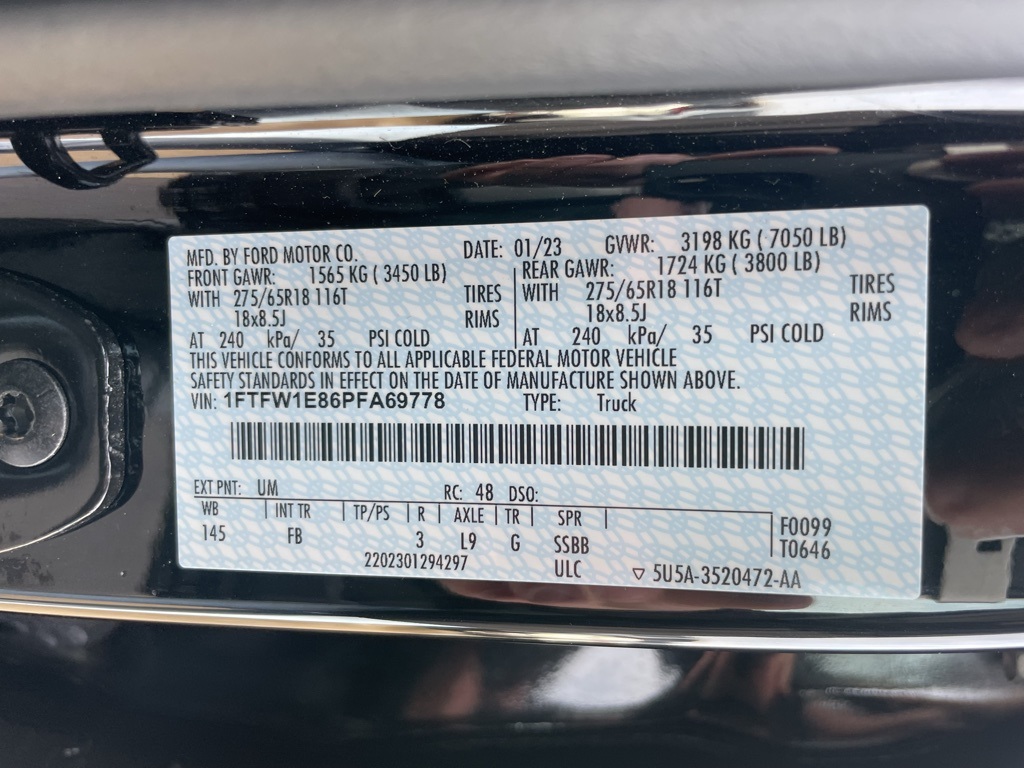 MFD. BY FORD MOTOR CO. DATE: 01/23 GVWR: 3198 KG ( 7050 LB)
FRONT GAWR: 1565 KG ( 3450 LB) REAR GAWR: 1724 KG ( 3800 LB)
WITH 275/65R18 116T TIRES WITH 275/65R18 116T TIRES
18x8.5J RIMS 18x8.5J RIMS
AT 240 kPa/ 35 PSI COLD AT 240 kPa/ 35 PSI COLD
THIS VEHICLE CONFORMS TO ALL APPLICABLE FEDERAL MOTOR VEHICLE
SAFETY STANDARDS IN EFFECT ON THE DATE OF MANUFACTURE SHOWN ABOVE.
VIN: 1FTFW1E86PFA69778 TYPE: Truck
EXT PNT: UM RC: 48 DSO:
WB INT TR TP/PS R AXLE TR SPR F0099
145 FB 3 L9 G SSBB T0646
2202301294297 ULC ▽ 5U5A-3520472-AA